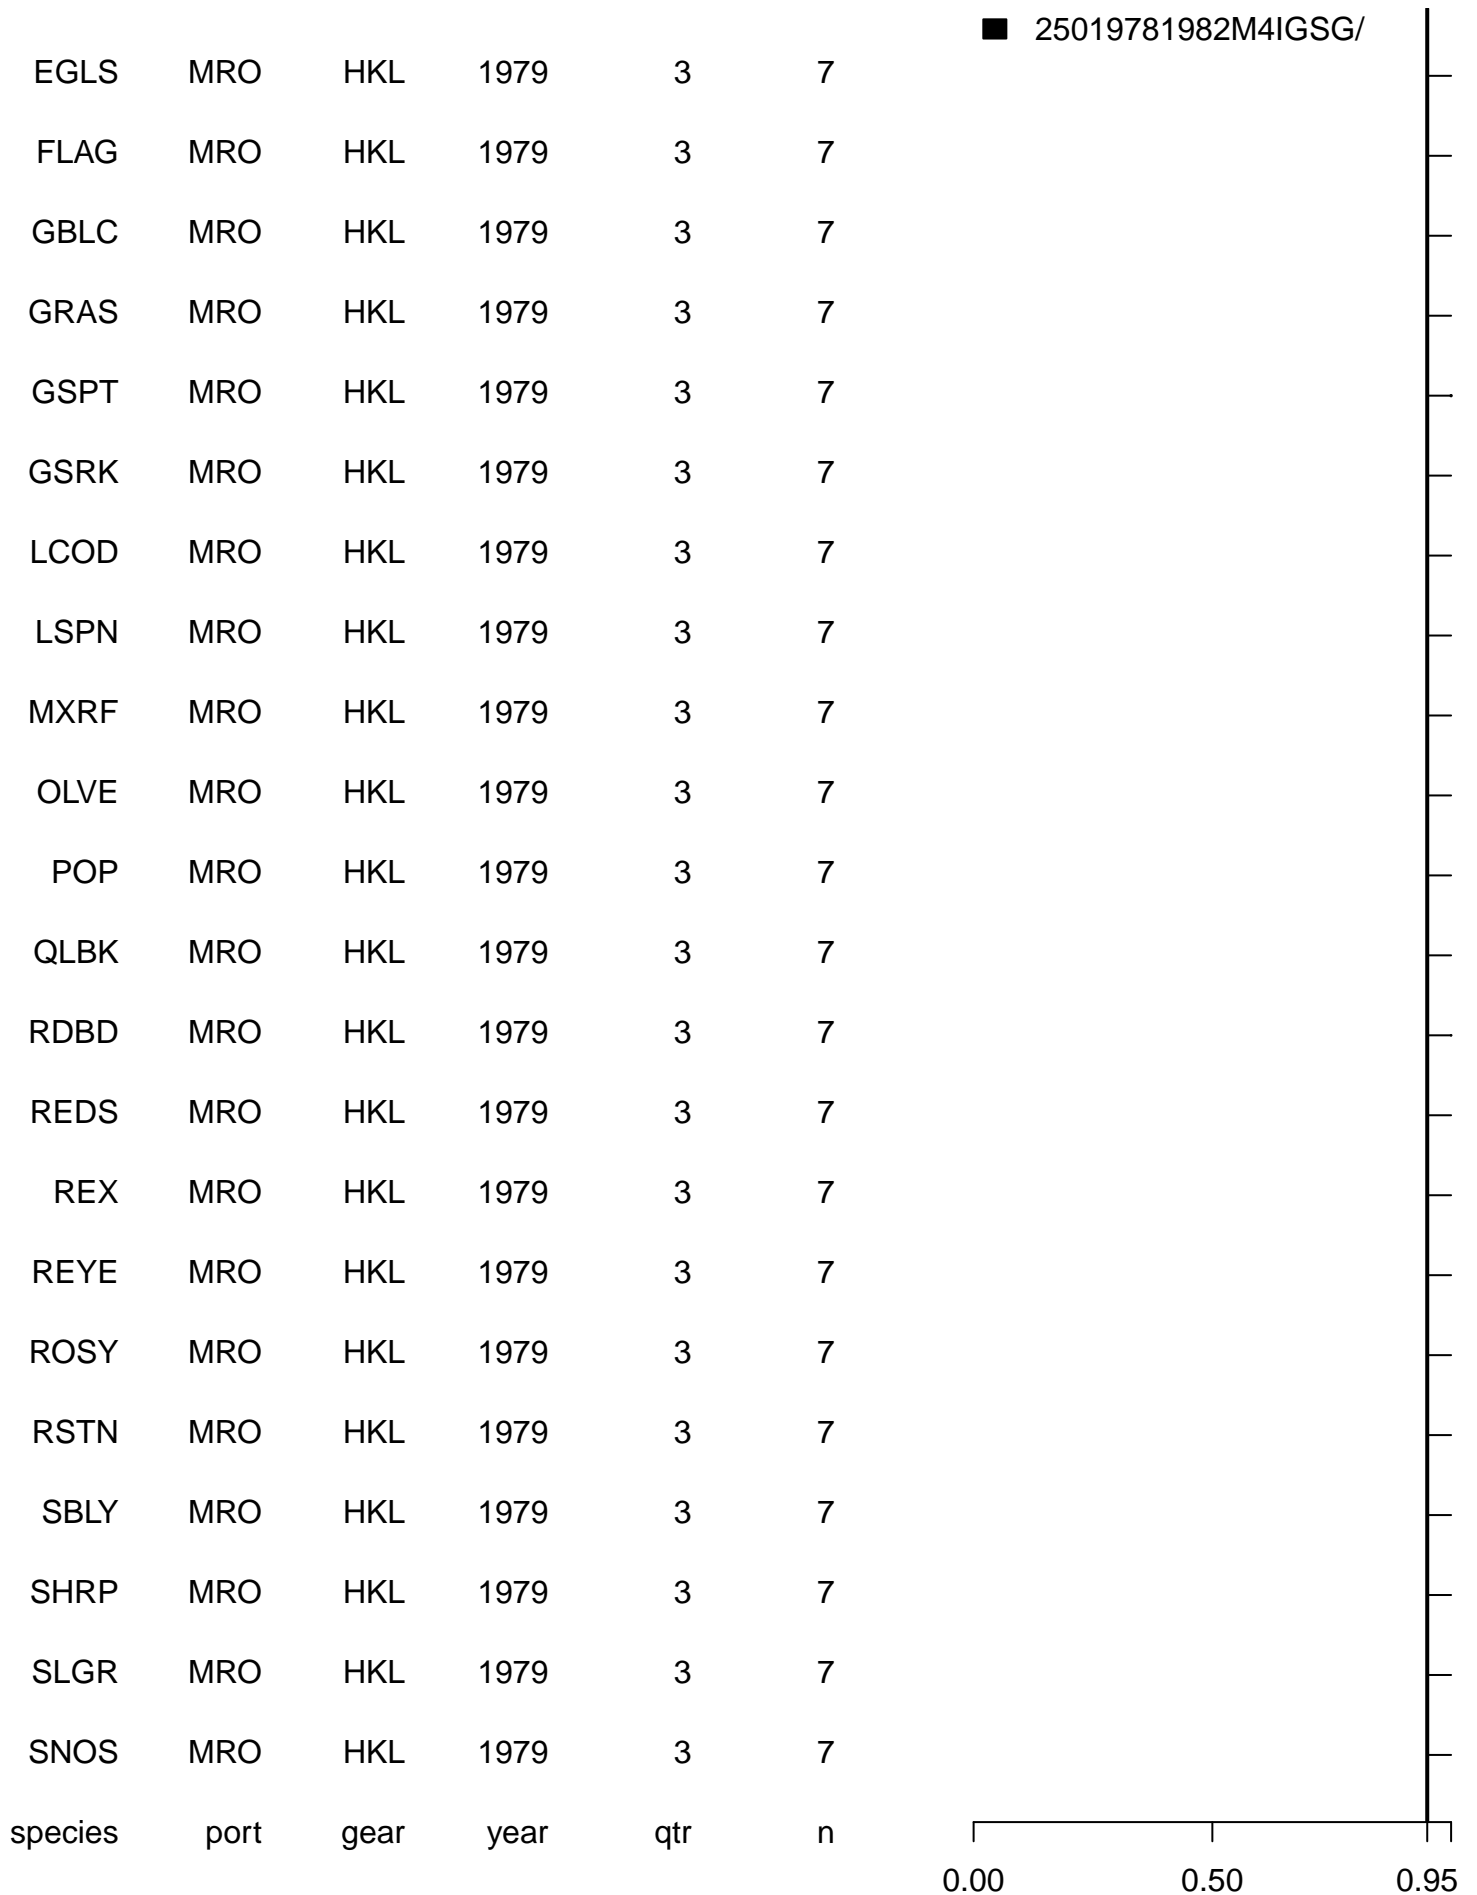 25019781982M4IGSG/
EGLS MRO HKL 1979 3 7
FLAG MRO HKL 1979 3 7
GBLC MRO HKL 1979 3 7
GRAS MRO HKL 1979 3 7
GSPT MRO HKL 1979 3 7
GSRK MRO HKL 1979 3 7
LCOD MRO HKL 1979 3 7
LSPN MRO HKL 1979 3 7
MXRF MRO HKL 1979 3 7
OLVE MRO HKL 1979 3 7
POP MRO HKL 1979 3 7
QLBK MRO HKL 1979 3 7
RDBD MRO HKL 1979 3 7
REDS MRO HKL 1979 3 7
REX MRO HKL 1979 3 7
REYE MRO HKL 1979 3 7
ROSY MRO HKL 1979 3 7
RSTN MRO HKL 1979 3 7
SBLY MRO HKL 1979 3 7
SHRP MRO HKL 1979 3 7
SLGR MRO HKL 1979 3 7
SNOS MRO HKL 1979 3 7
species port gear year qtr n
0.00 0.50 0.95